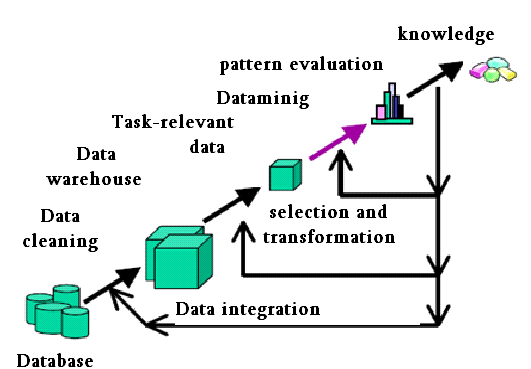 knowledge
pattern evaluation
Dataminig
Task-relevant
data
Data
warehouse
Data
cleaning
selection and
transformation
Data integration
Database